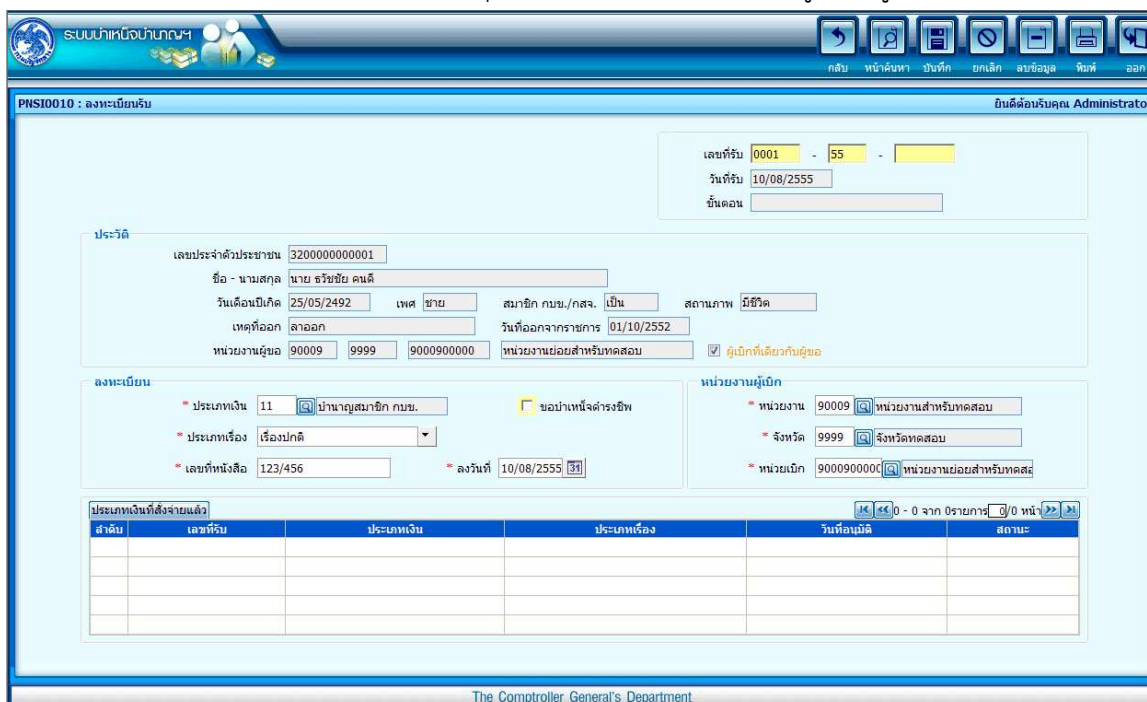 ระบบบำเหน็จบำนาญฯ
กลับ หน้าค้นหา บันทึก ยกเลิก ลบข้อมูล พิมพ์ ออก
PNSI0010 : ลงทะเบียนรับ ยินดีต้อนรับคุณ Administrato
เลขที่รับ 0001 - 55 -
วันที่รับ 10/08/2555
ขั้นตอน
ประวัติ
เลขประจำตัวประชาชน 3200000000001
ชื่อ - นามสกุล นาย ธวัชชัย คนดี
วันเดือนปีเกิด 25/05/2492 เพศ ชาย สมาชิก กบข./กสจ. เป็น สถานภาพ มีชีวิต
เหตุที่ออก ลาออก วันที่ออกจากราชการ 01/10/2552
หน่วยงานผู้ขอ 90009 9999 9000900000 หน่วยงานย่อยสำหรับทดสอบ ผู้เบิกที่เดียวกับผู้ขอ
ลงทะเบียน หน่วยงานผู้เบิก
* ประเภทเงิน 11 บำนาญสมาชิก กบข. ขอบำเหน็จดำรงชีพ * หน่วยงาน 90009 หน่วยงานสำหรับทดสอบ
* ประเภทเรื่อง เรื่องปกติ * จังหวัด 9999 จังหวัดทดสอบ
* เลขที่หนังสือ 123/456 * ลงวันที่ 10/08/2555 31 * หน่วยเบิก 900090000 หน่วยงานย่อยสำหรับทดส
ประเภทเงินที่สั่งจ่ายแล้ว 0 - 0 จาก 0รายการ 0/0 หน้า
ลำดับ เลขที่รับ ประเภทเงิน ประเภทเรื่อง วันที่อนุมัติ สถานะ
The Comptroller General's Department